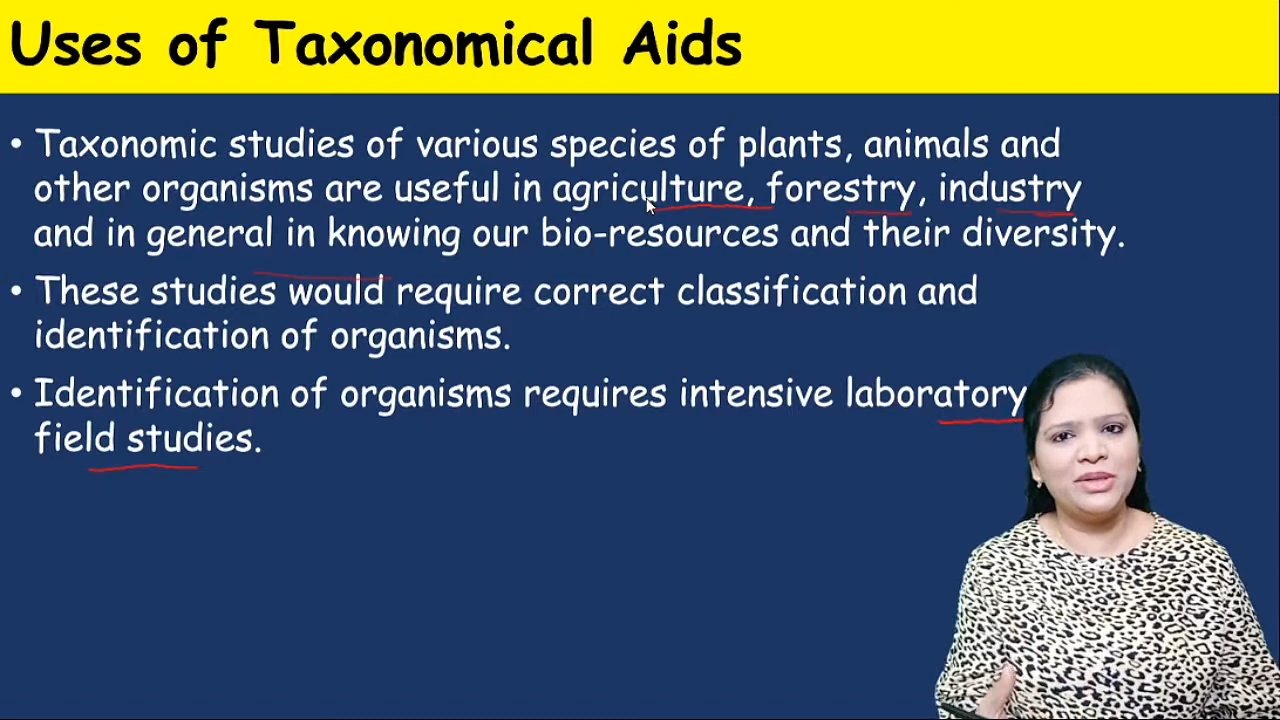 Uses of Taxonomical Aids
• Taxonomic studies of various species of plants, animals and
other organisms are useful in agriculture, forestry, industry
and in general in knowing our bio-resources and their diversity.
• These studies would require correct classification and
identification of organisms.
• Identification of organisms requires intensive laboratory
field studies.